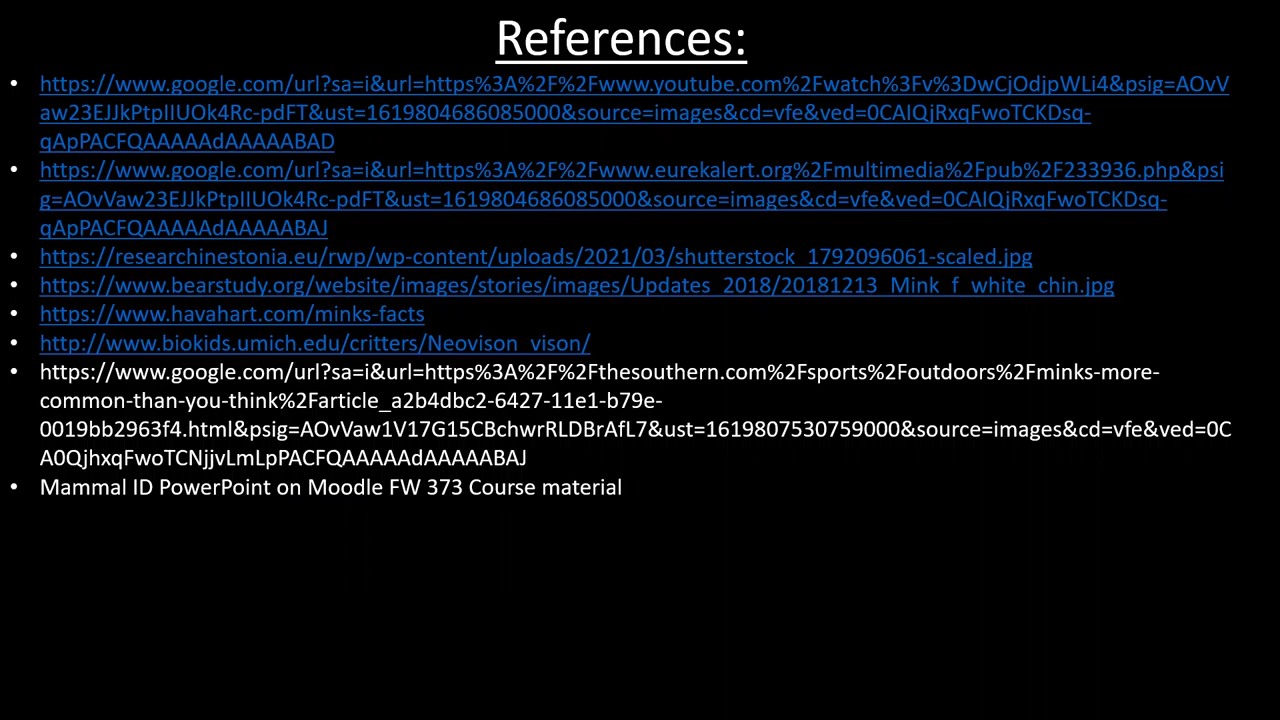 References:
• https://www.google.com/url?sa=i&url=https%3A%2F%2Fwww.youtube.com%2Fwatch%3Fv%3DwCjOdjpWLi4&psig=AOvV
aw23EJJkPtpIIUOk4Rc-pdFT&ust=1619804686085000&source=images&cd=vfe&ved=0CAIQjRxqFwoTCKDsq-
qApPACFQAAAAAdAAAAABAD
• https://www.google.com/url?sa=i&url=https%3A%2F%2Fwww.eurekalert.org%2Fmultimedia%2Fpub%2F233936.php&psi
g=AOvVaw23EJJkPtpIIUOk4Rc-pdFT&ust=1619804686085000&source=images&cd=vfe&ved=0CAIQjRxqFwoTCKDsq-
qApPACFQAAAAAdAAAAABAJ
• https://researchinestonia.eu/rwp/wp-content/uploads/2021/03/shutterstock_1792096061-scaled.jpg
• https://www.bearstudy.org/website/images/stories/images/Updates_2018/20181213_Mink_f_white_chin.jpg
• https://www.havahart.com/minks-facts
• http://www.biokids.umich.edu/critters/Neovison_vison/
• https://www.google.com/url?sa=i&url=https%3A%2F%2Fthesouthern.com%2Fsports%2Foutdoors%2Fminks-more-
common-than-you-think%2Farticle_a2b4dbc2-6427-11e1-b79e-
0019bb2963f4.html&psig=AOvVaw1V17G15CBchwrRLDBrAfL7&ust=1619807530759000&source=images&cd=vfe&ved=0C
A0QjhxqFwoTCNjjvLmLpPACFQAAAAAdAAAAABAJ
• Mammal ID PowerPoint on Moodle FW 373 Course material